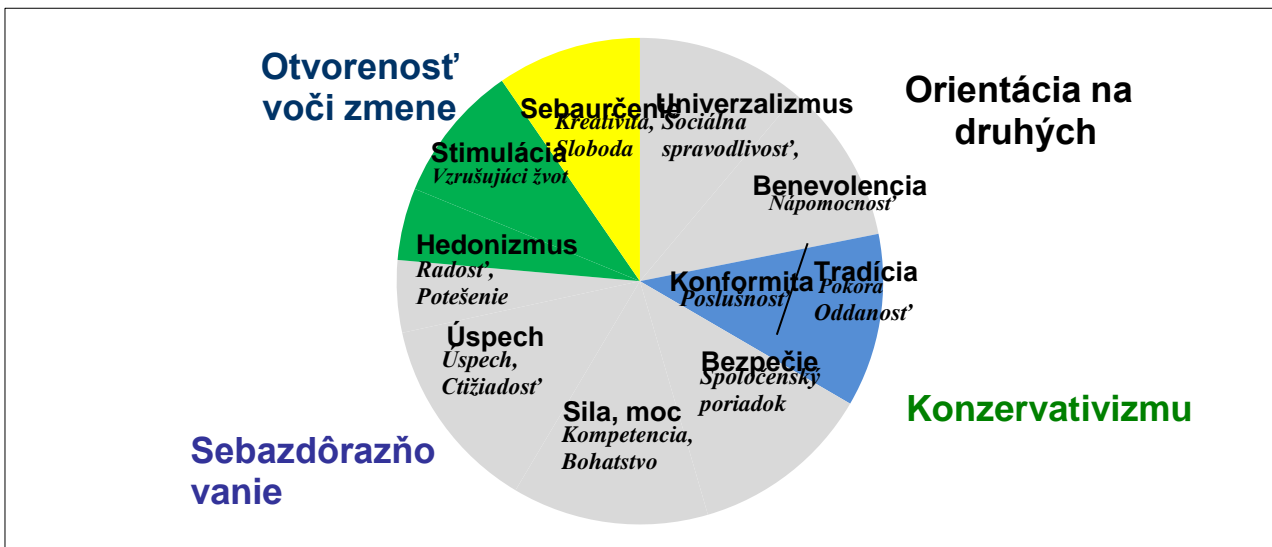 Otvorenosť
voči zmene
Orientácia na
druhých
Sebaurčenie
Kreativita,
Sloboda
Univerzalizmus
Sociálna
spravodlivosť,
Stimulácia
Vzrušujúci žvot
Benevolencia
Nápomocnosť
Hedonizmus
Radosť,
Potešenie
Konformita
Poslušnosť
Tradícia
Pokora
Oddanosť
Úspech
Úspech,
Ctižiadosť
Bezpečie
Spoločenský
poriadok
Sila, moc
Kompetencia,
Bohatstvo
Konzervativizmu
Sebazdôrazňo
vanie